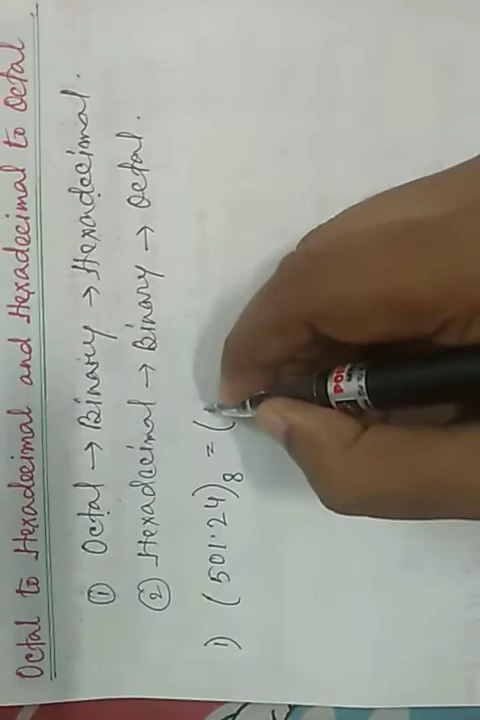 Octal to Hexadecimal and Hexadecimal to Octal
① Octal → Binary → Hexadecimal.
② Hexadecimal → Binary → Octal.
1) (501.24)₈ = (